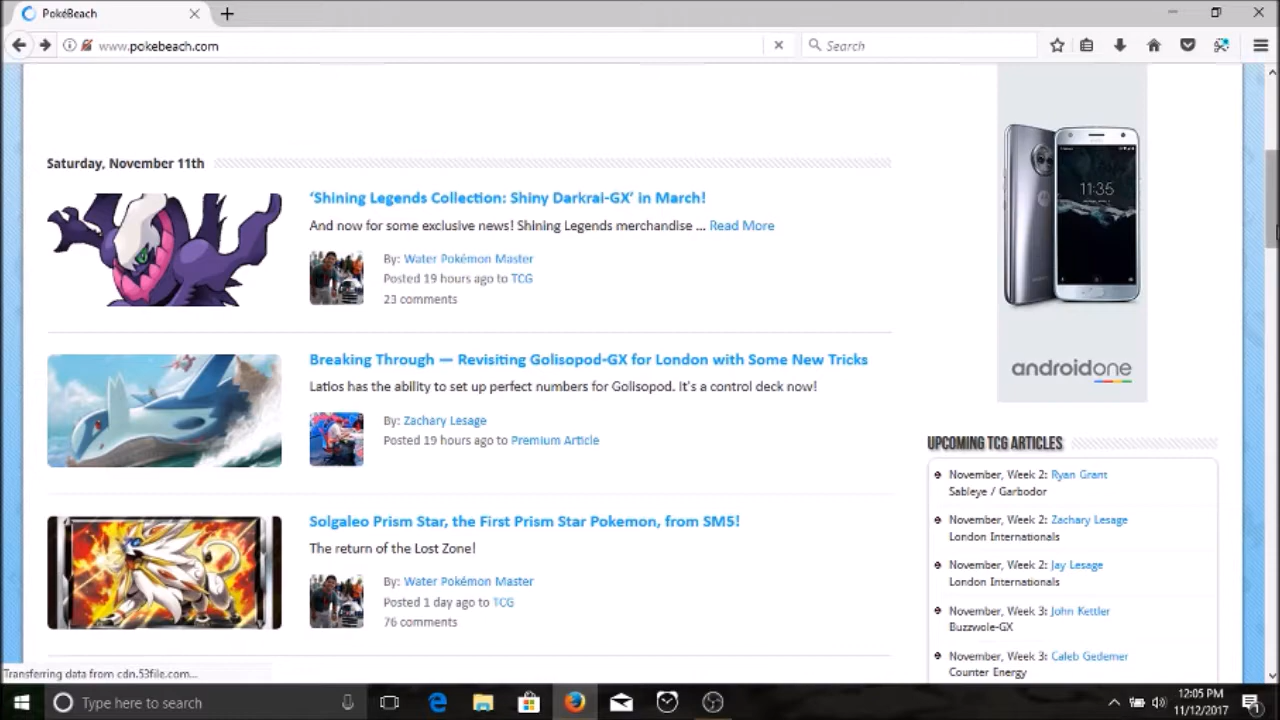 PokéBeach
www.pokebeach.com
Search
Saturday, November 11th
‘Shining Legends Collection: Shiny Darkrai-GX’ in March!
And now for some exclusive news! Shining Legends merchandise ... Read More
By: Water Pokémon Master
Posted 19 hours ago to TCG
23 comments
Breaking Through — Revisiting Golisopod-GX for London with Some New Tricks
Latios has the ability to set up perfect numbers for Golisopod. It's a control deck now!
By: Zachary Lesage
Posted 19 hours ago to Premium Article
Solgaleo Prism Star, the First Prism Star Pokemon, from SM5!
The return of the Lost Zone!
By: Water Pokémon Master
Posted 1 day ago to TCG
76 comments
11:35
androidone
UPCOMING TCG ARTICLES
November, Week 2: Ryan Grant
Sableye / Garbodor
November, Week 2: Zachary Lesage
London Internationals
November, Week 2: Jay Lesage
London Internationals
November, Week 3: John Kettler
Buzzwole-GX
November, Week 3: Caleb Gedemer
Counter Energy
Transferring data from cdn.53file.com...
Type here to search
12:05 PM
11/12/2017
1